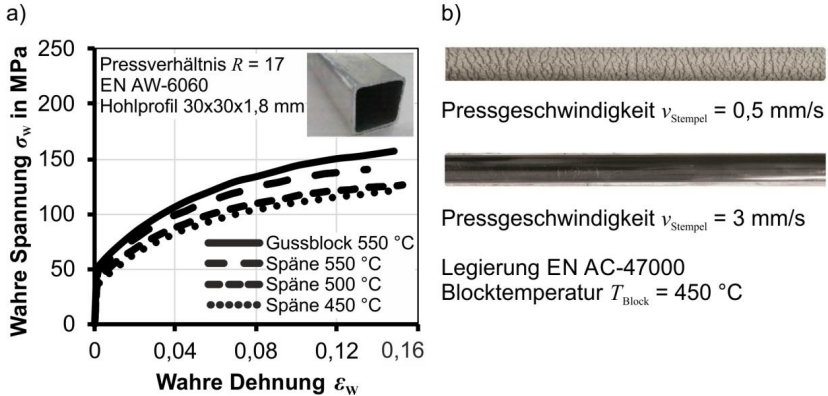 a)
Wahre Spannung σw in MPa
250
200
150
100
50
0
Pressverhältnis R = 17
EN AW-6060
Hohlprofil 30x30x1,8 mm
Gussblock 550 °C
Späne 550 °C
Späne 500 °C
Späne 450 °C
0 0,04 0,08 0,12 0,16
Wahre Dehnung εw
b)
Pressgeschwindigkeit vStempel = 0,5 mm/s
Pressgeschwindigkeit vStempel = 3 mm/s
Legierung EN AC-47000
Blocktemperatur TBlock = 450 °C